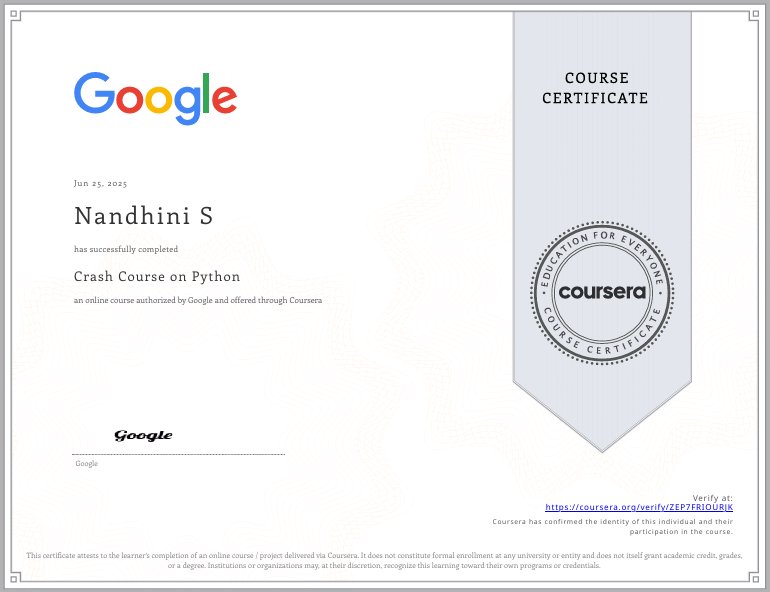 Google
COURSE
CERTIFICATE
Jun 25, 2025
Nandhini S
has successfully completed
Crash Course on Python
an online course authorized by Google and offered through Coursera
EDUCATION FOR EVERYONE
coursera
COURSE CERTIFICATE
Google
Google
Verify at:
https://coursera.org/verify/ZEP7FRIOURJK
Coursera has confirmed the identity of this individual and their
participation in the course.
This certificate attests to the learner's completion of an online course / project delivered via Coursera. It does not constitute formal enrollment at any university or entity and does not itself grant academic credit, grades,
or a degree. Institutions or organizations may, at their discretion, recognize this learning toward their own programs or credentials.